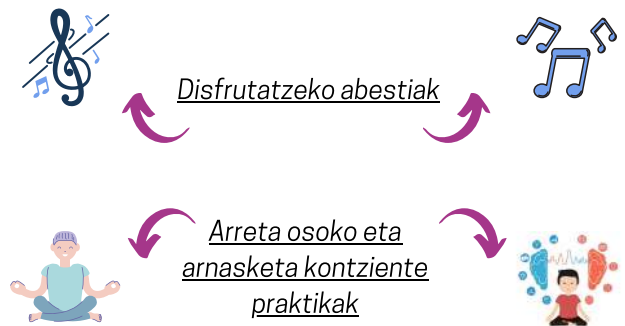 Disfrutatzeko abestiak
Arreta osoko eta
arnasketa kontziente
praktikak